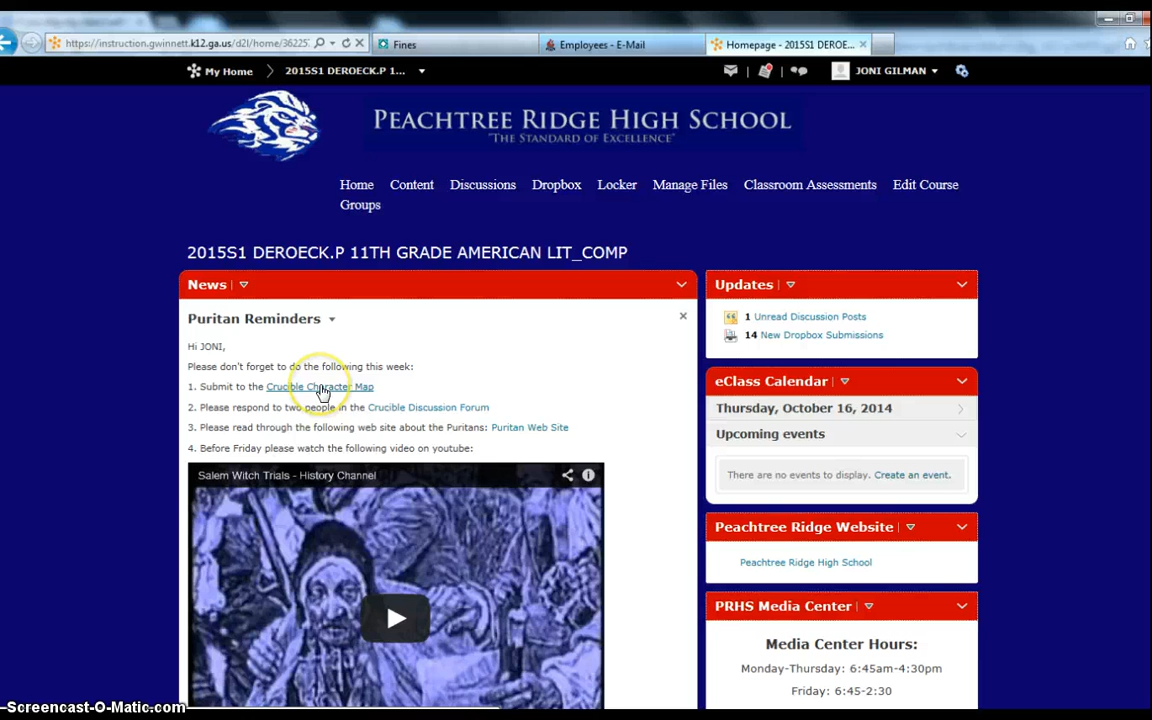 https://instruction.gwinnett.k12.ga.us/d2l/home/36225
Fines
Employees - E-Mail
Homepage - 2015S1 DEROE...
My Home
2015S1 DEROECK.P 1...
JONI GILMAN
PEACHTREE RIDGE HIGH SCHOOL
"THE STANDARD OF EXCELLENCE"
Home Content Discussions Dropbox Locker Manage Files Classroom Assessments Edit Course
Groups
2015S1 DEROECK.P 11TH GRADE AMERICAN LIT_COMP
News
Puritan Reminders
Hi JONI,
Please don't forget to do the following this week:
1. Submit to the Crucible Character Map
2. Please respond to two people in the Crucible Discussion Forum
3. Please read through the following web site about the Puritans: Puritan Web Site
4. Before Friday please watch the following video on youtube:
Salem Witch Trials - History Channel
Updates
1 Unread Discussion Posts
14 New Dropbox Submissions
eClass Calendar
Thursday, October 16, 2014
Upcoming events
There are no events to display. Create an event.
Peachtree Ridge Website
Peachtree Ridge High School
PRHS Media Center
Media Center Hours:
Monday-Thursday: 6:45am-4:30pm
Friday: 6:45-2:30
Screencast-O-Matic.com